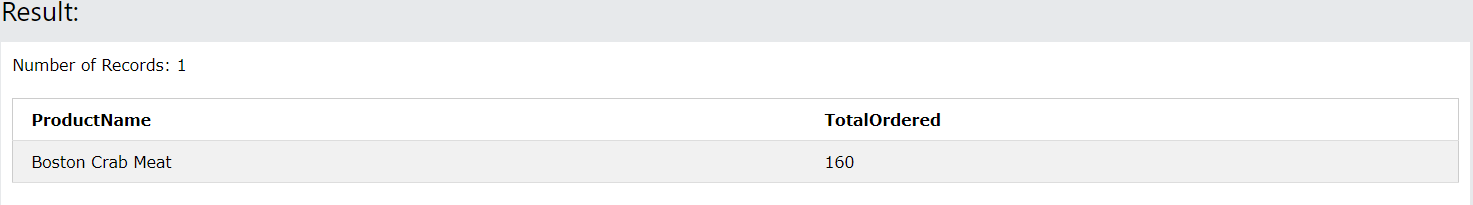 Result:
Number of Records: 1
ProductName TotalOrdered
Boston Crab Meat 160